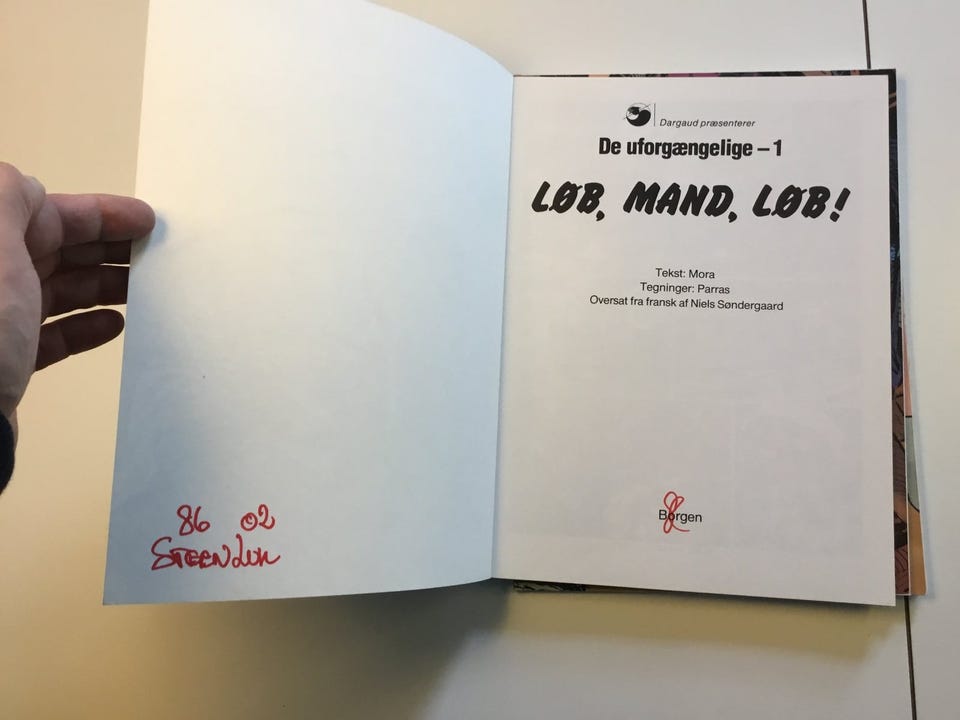 86 02
Dargaud præsenterer
De uforgængelige – 1
LØB, MAND, LØB!
Tekst: Mora
Tegninger: Parras
Oversat fra fransk af Niels Søndergaard
Borgen